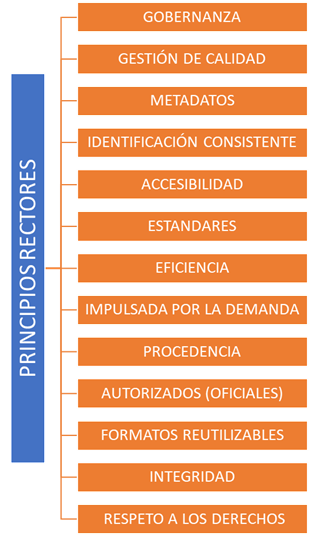 PRINCIPIOS RECTORES
GOBERNANZA
GESTIÓN DE CALIDAD
METADATOS
IDENTIFICACIÓN CONSISTENTE
ACCESIBILIDAD
ESTANDARES
EFICIENCIA
IMPULSADA POR LA DEMANDA
PROCEDENCIA
AUTORIZADOS (OFICIALES)
FORMATOS REUTILIZABLES
INTEGRIDAD
RESPETO A LOS DERECHOS